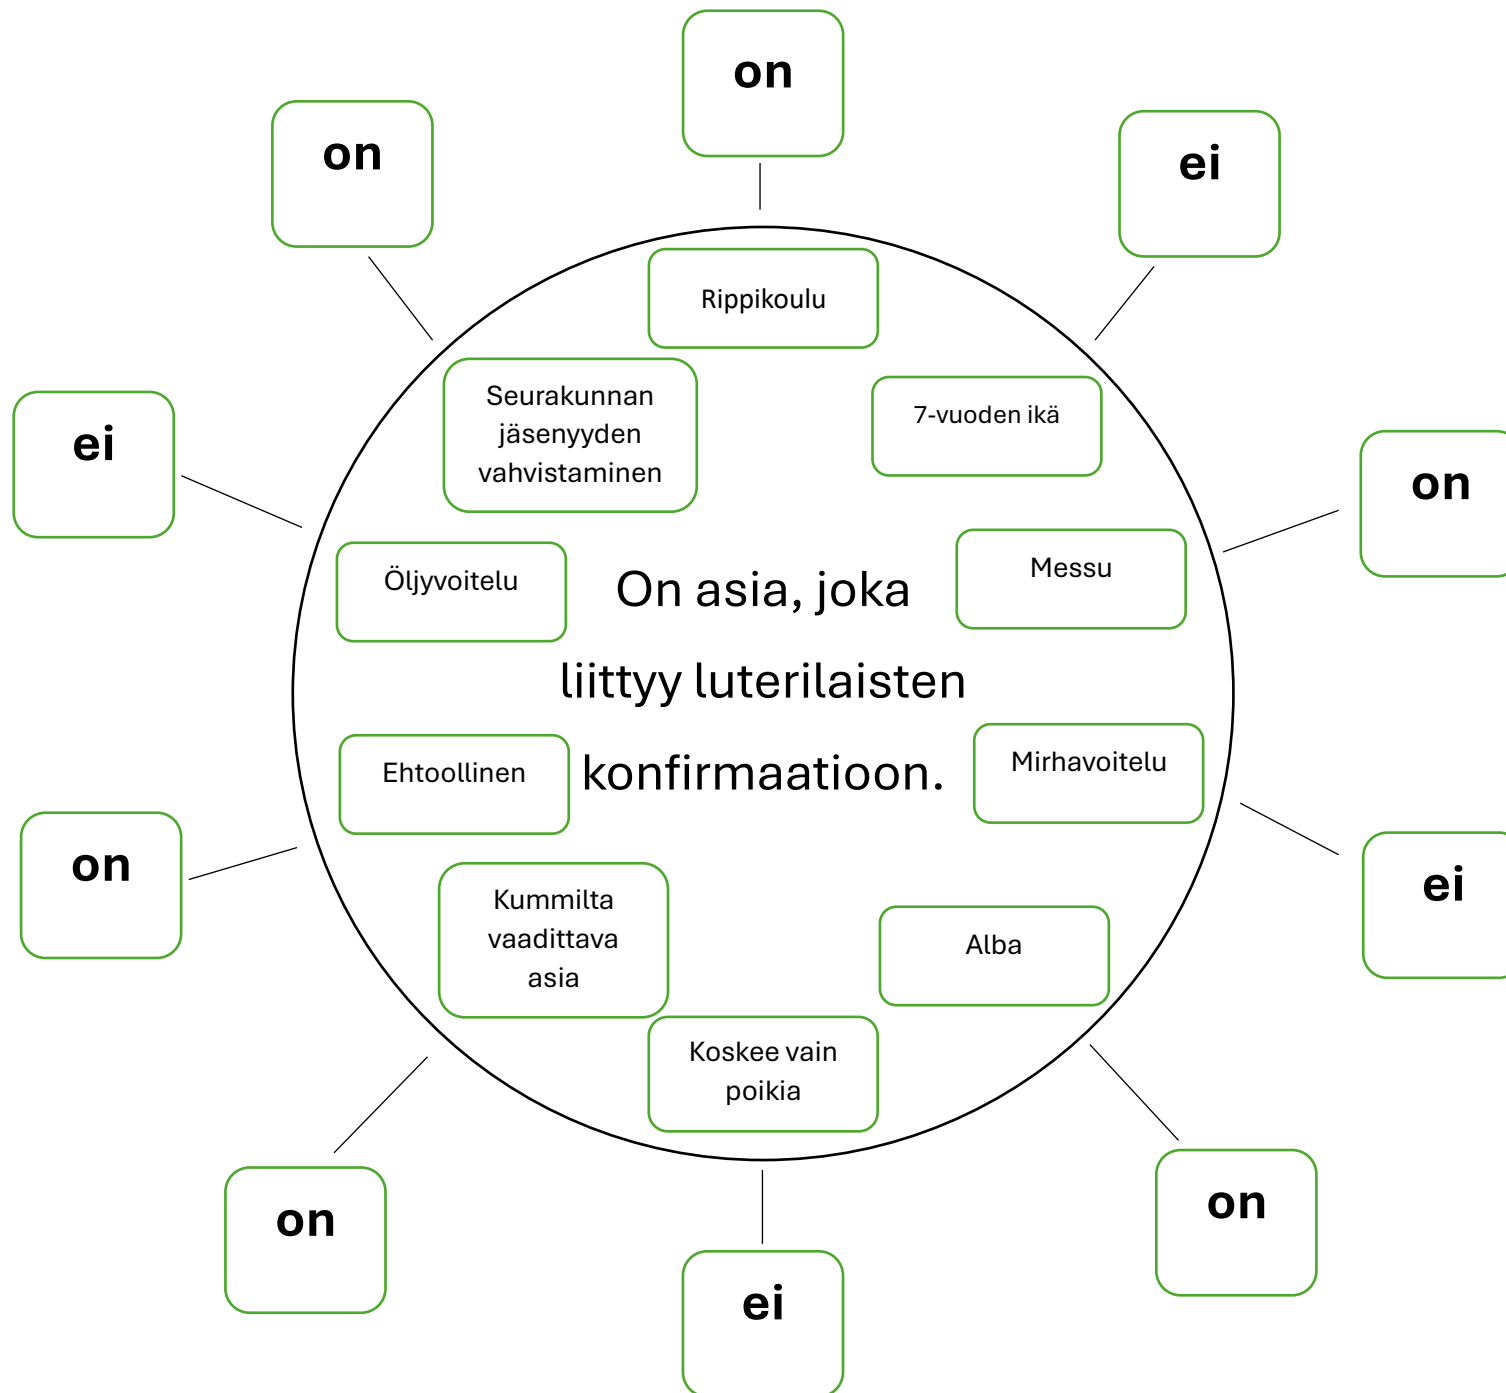 on
on
ei
Rippikoulu
Seurakunnan
jäsenyyden
vahvistaminen
7-vuoden ikä
ei
on
Öljyvoitelu
On asia, joka
Messu
liittyy luterilaisten
Ehtoollinen
konfirmaatioon.
Mirhavoitelu
on
ei
Kummilta
vaadittava
asia
Alba
Koskee vain
poikia
on
on
ei